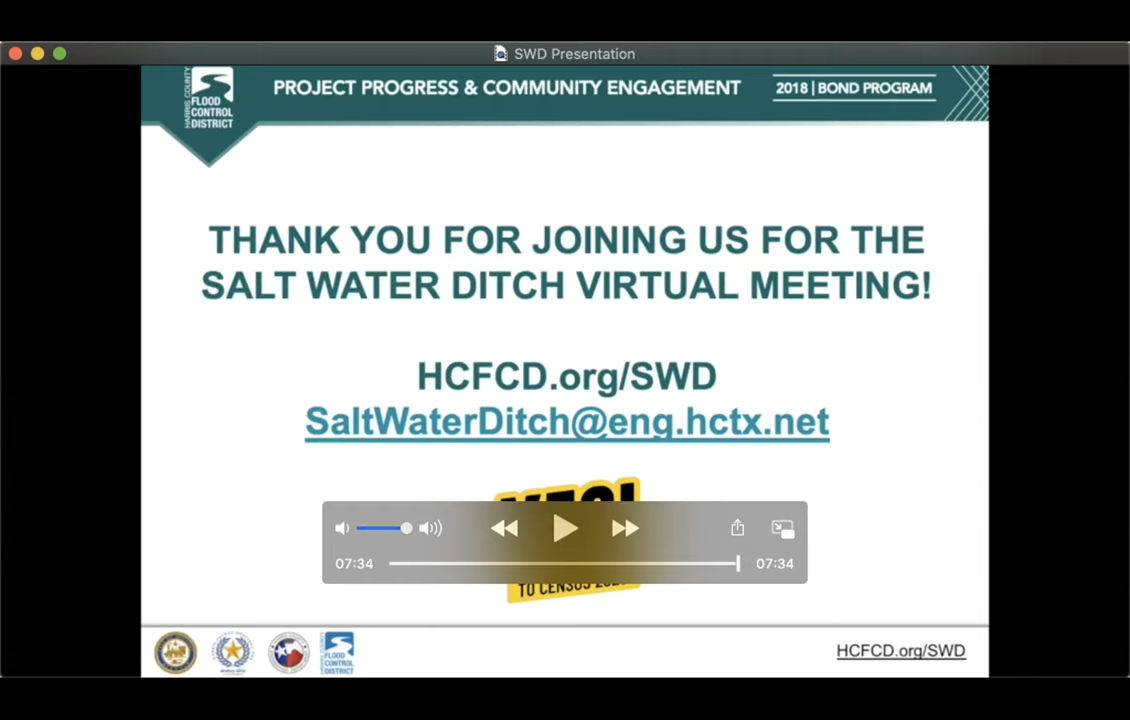 SWD Presentation
HARRIS COUNTY
FLOOD
CONTROL
DISTRICT
PROJECT PROGRESS & COMMUNITY ENGAGEMENT
2018 | BOND PROGRAM
THANK YOU FOR JOINING US FOR THE
SALT WATER DITCH VIRTUAL MEETING!
HCFCD.org/SWD
SaltWaterDitch@eng.hctx.net
07:34
07:34
TO CENSUS
FLOOD
CONTROL
DISTRICT
HCFCD.org/SWD